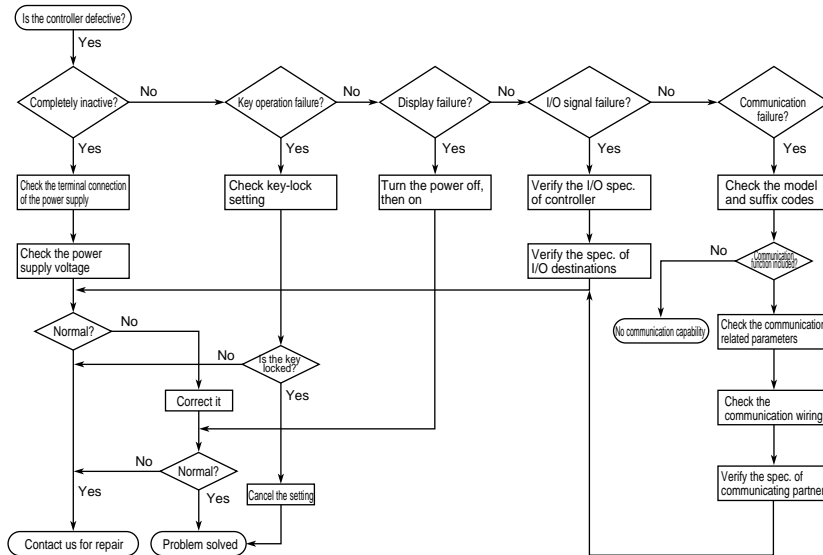 Is the controller defective?
Yes
Completely inactive?
No
Key operation failure?
No
Display failure?
No
I/O signal failure?
No
Communication
failure?
Yes
Yes
Yes
Yes
Yes
Check the terminal connection
of the power supply
Check key-lock
setting
Turn the power off,
then on
Verify the I/O spec.
of controller
Check the model
and suffix codes
Check the power
supply voltage
Verify the spec. of
I/O destinations
No
Communication
function included?
Yes
Normal?
No
No communication capability
Check the communication
related parameters
No
Is the key
locked?
Yes
Correct it
Check the
communication wiring
No
Normal?
Cancel the setting
Verify the spec. of
communicating partner
Yes
Yes
Contact us for repair
Problem solved